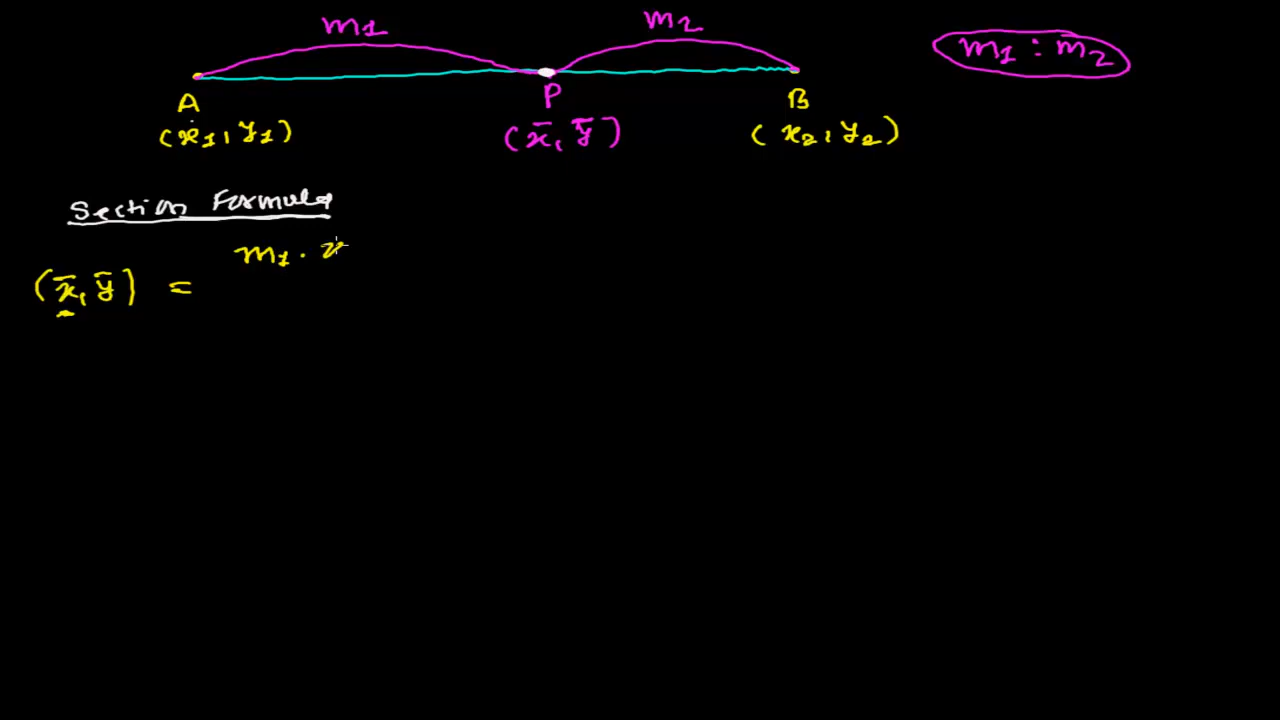 m1 m2 m1 : m2
A P B
(x1, y1) (x̄, ȳ) (x2, y2)
Section Formula
m1 . x
(x̄, ȳ) =